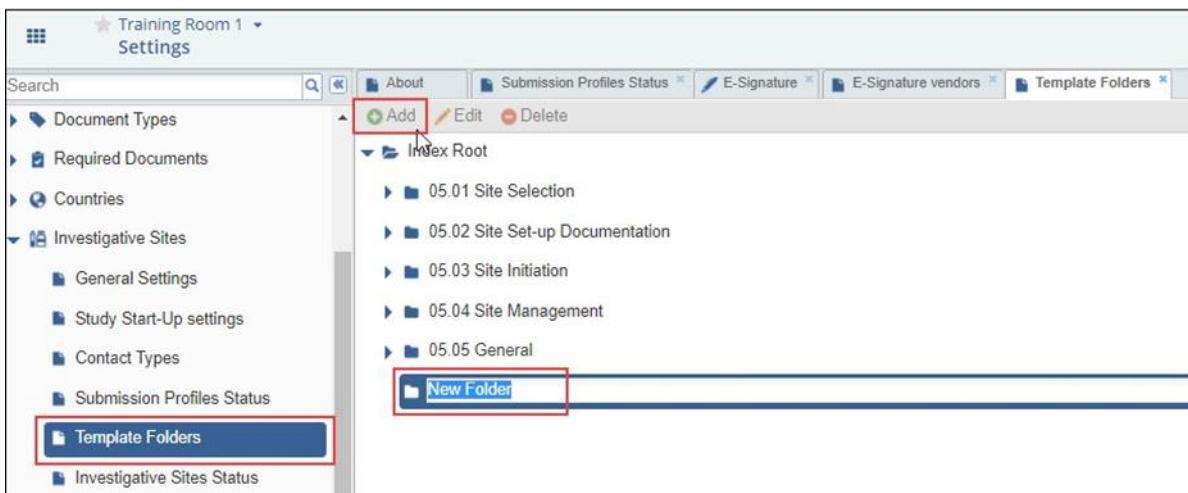 Training Room 1
Settings
Search
About
Submission Profiles Status
E-Signature
E-Signature vendors
Template Folders
Document Types
Required Documents
Countries
Investigative Sites
General Settings
Study Start-Up settings
Contact Types
Submission Profiles Status
Template Folders
Investigative Sites Status
Add
Edit
Delete
Index Root
05.01 Site Selection
05.02 Site Set-up Documentation
05.03 Site Initiation
05.04 Site Management
05.05 General
New Folder